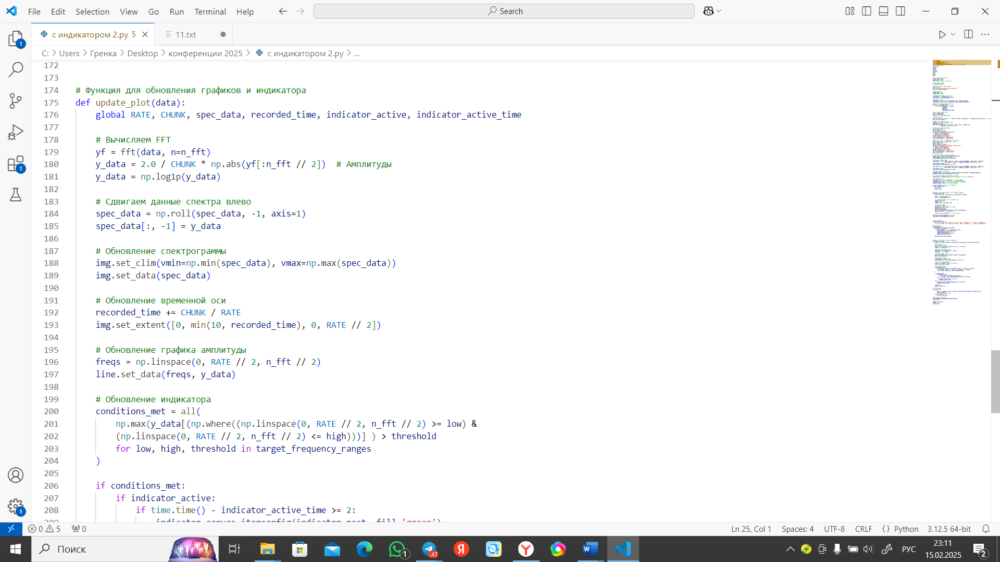 File Edit Selection View Go Run Terminal Help Search
с индикатором 2.py 5 11.txt
C: Users Гренка Desktop конференции 2025 с индикатором 2.py ...
172
173
174 # Функция для обновления графиков и индикатора
175 def update_plot(data):
176 global RATE, CHUNK, spec_data, recorded_time, indicator_active, indicator_active_time
177
178 # Вычисляем FFT
179 yf = fft(data, n=n_fft)
180 y_data = 2.0 / CHUNK * np.abs(yf[:n_fft // 2]) # Амплитуды
181 y_data = np.log1p(y_data)
182
183 # Сдвигаем данные спектра влево
184 spec_data = np.roll(spec_data, -1, axis=1)
185 spec_data[:, -1] = y_data
186
187 # Обновление спектрограммы
188 img.set_clim(vmin=np.min(spec_data), vmax=np.max(spec_data))
189 img.set_data(spec_data)
190
191 # Обновление временной оси
192 recorded_time += CHUNK / RATE
193 img.set_extent([0, min(10, recorded_time), 0, RATE // 2])
194
195 # Обновление графика амплитуды
196 freqs = np.linspace(0, RATE // 2, n_fft // 2)
197 line.set_data(freqs, y_data)
198
199 # Обновление индикатора
200 conditions_met = all(
201 np.max(y_data[(np.where((np.linspace(0, RATE // 2, n_fft // 2) >= low) &
202 (np.linspace(0, RATE // 2, n_fft // 2) <= high)))] ) > threshold
203 for low, high, threshold in target_frequency_ranges
204 )
205
206 if conditions_met:
207 if indicator_active:
208 if time.time() - indicator_active_time >= 2:
209 indicator_canvas.itemconfig(indicator_rect, fill='green')
0 5 0 Ln 25, Col 1 Spaces: 4 UTF-8 CRLF { } Python 3.12.5 64-bit
Поиск 1 ..47 РУС 23:11
15.02.2025 2